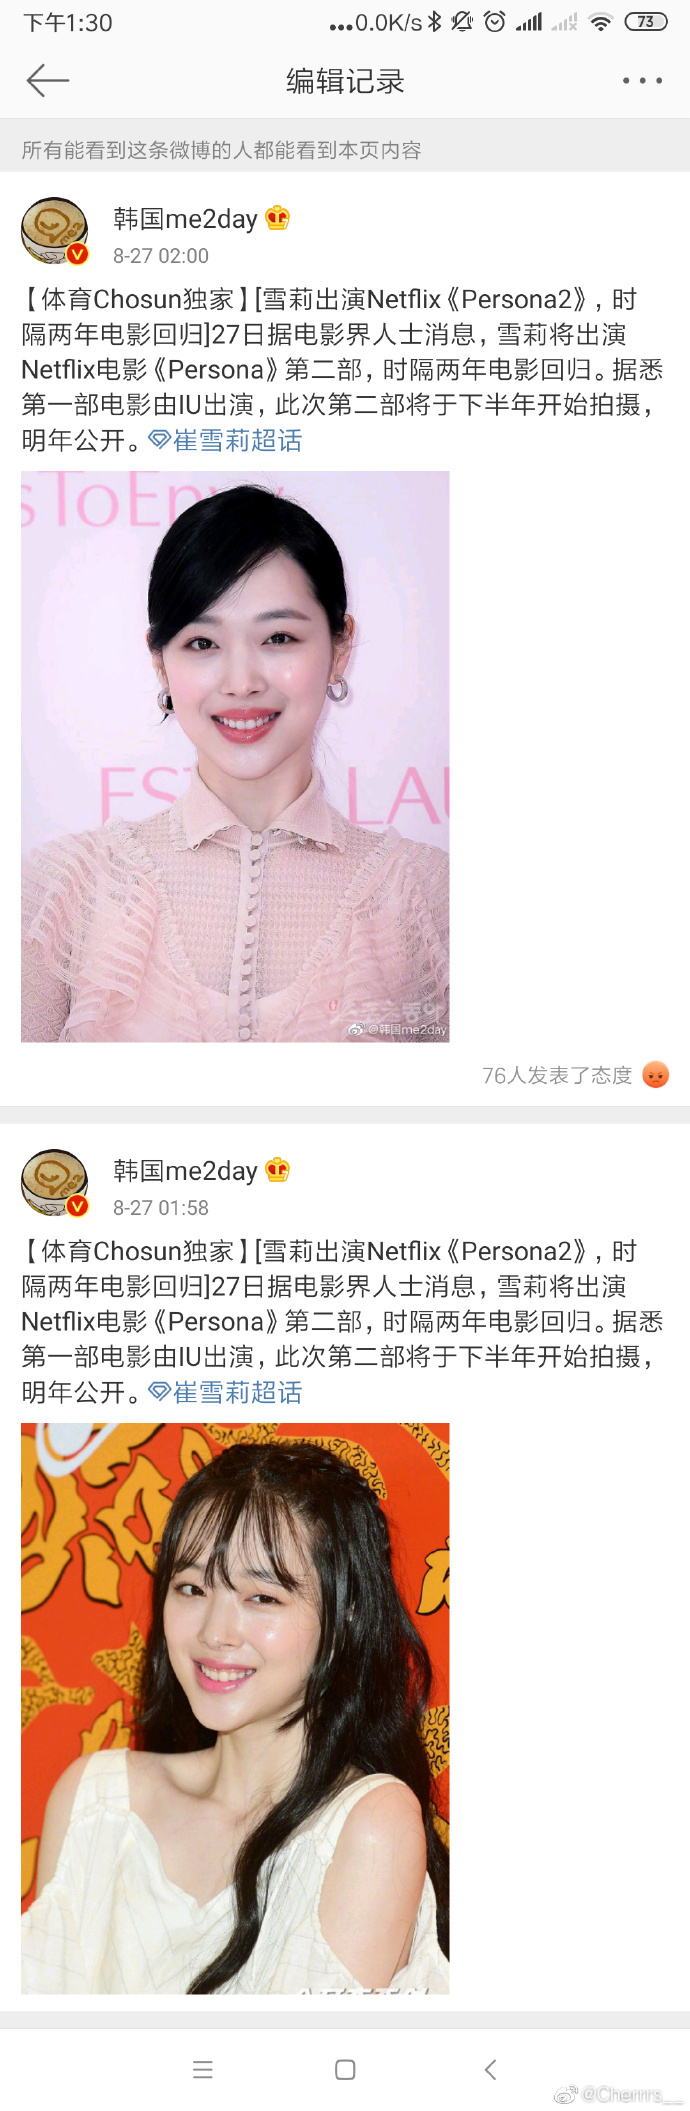 下午1:30
...0.0K/s
73
编辑记录
所有能看到这条微博的人都能看到本页内容
韩国me2day
8-27 02:00
【体育Chosun独家】[雪莉出演Netflix《Persona2》，时
隔两年电影回归]27日据电影界人士消息，雪莉将出演
Netflix电影《Persona》第二部，时隔两年电影回归。据悉
第一部电影由IU出演，此次第二部将于下半年开始拍摄，
明年公开。崔雪莉超话
sToEn
EST LAU
@韩国me2day
76人发表了态度
韩国me2day
8-27 01:58
【体育Chosun独家】[雪莉出演Netflix《Persona2》，时
隔两年电影回归]27日据电影界人士消息，雪莉将出演
Netflix电影《Persona》第二部，时隔两年电影回归。据悉
第一部电影由IU出演，此次第二部将于下半年开始拍摄，
明年公开。崔雪莉超话
@Cherrrs__